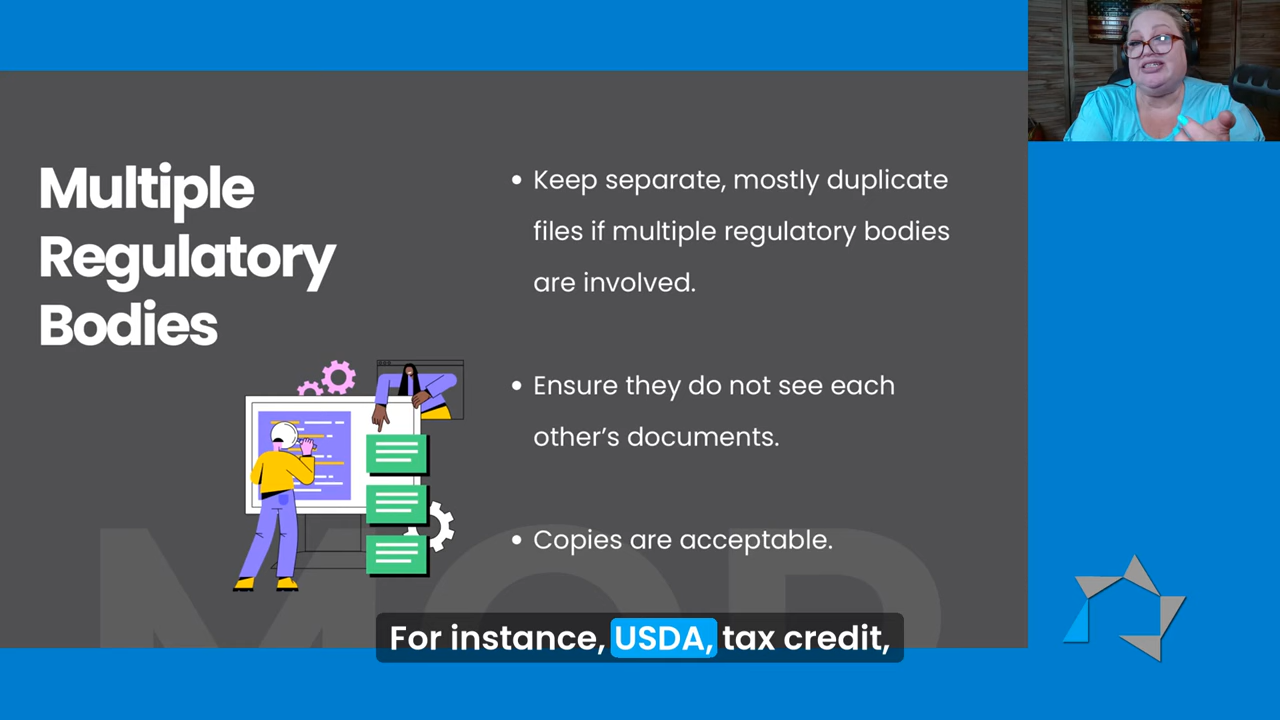 Multiple
Regulatory
Bodies
• Keep separate, mostly duplicate
files if multiple regulatory bodies
are involved.
• Ensure they do not see each
other’s documents.
• Copies are acceptable.
MOR
For instance, USDA, tax credit,